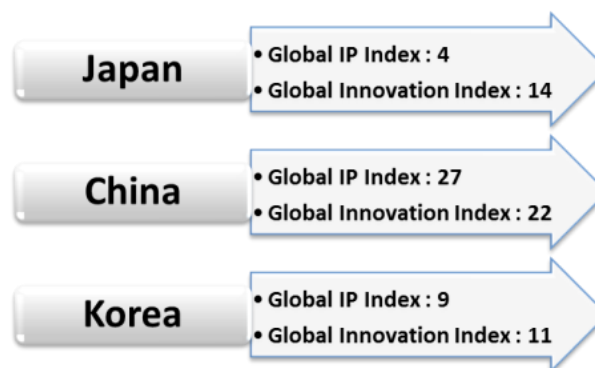 Japan
• Global IP Index : 4
• Global Innovation Index : 14
China
• Global IP Index : 27
• Global Innovation Index : 22
Korea
• Global IP Index : 9
• Global Innovation Index : 11